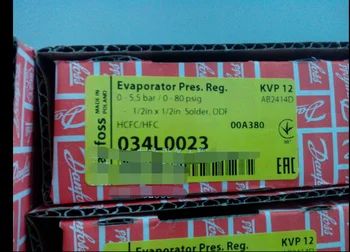 Evaporator Pres. Reg. KVP 12
0 - 5,5 bar / 0 - 80 psig AB2414D
1/2in x 1/2in Solder, ODF
HCFC/HFC 00A380
034L0023
MADE IN
POLAND
nfoss
Danfoss
EAC
Evaporator Pres. Reg. KVP 12